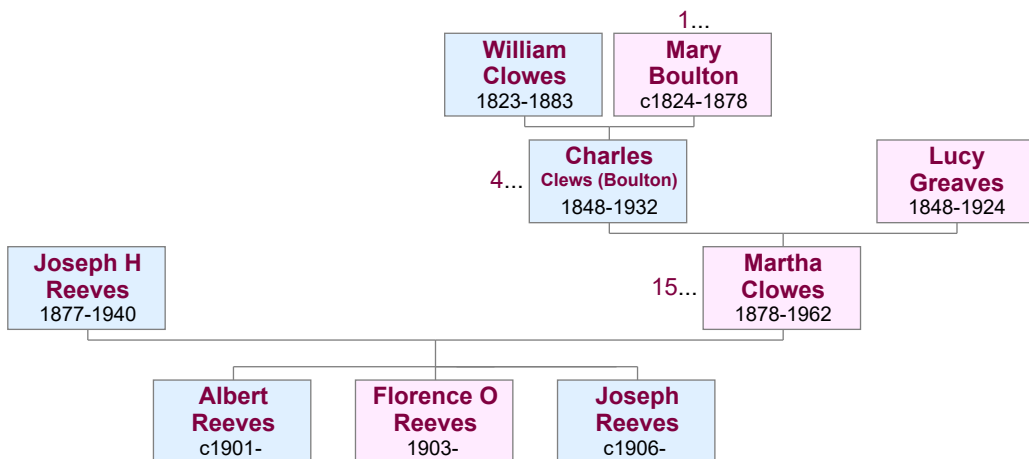 1...
William
Clowes
1823-1883
Mary
Boulton
c1824-1878
4...
Charles
Clews (Boulton)
1848-1932
Lucy
Greaves
1848-1924
Joseph H
Reeves
1877-1940
15...
Martha
Clowes
1878-1962
Albert
Reeves
c1901-
Florence O
Reeves
1903-
Joseph
Reeves
c1906-